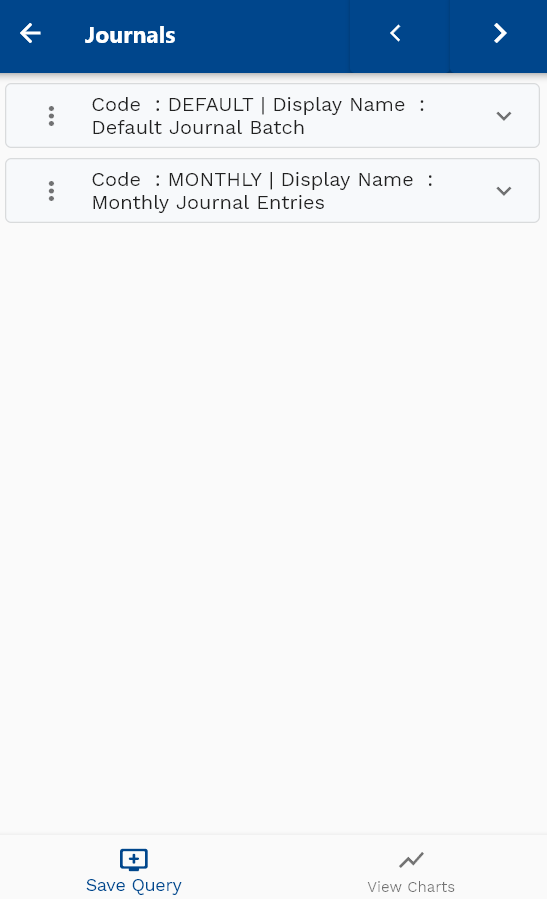 Journals
Code : DEFAULT | Display Name :
Default Journal Batch
Code : MONTHLY | Display Name :
Monthly Journal Entries
Save Query
View Charts